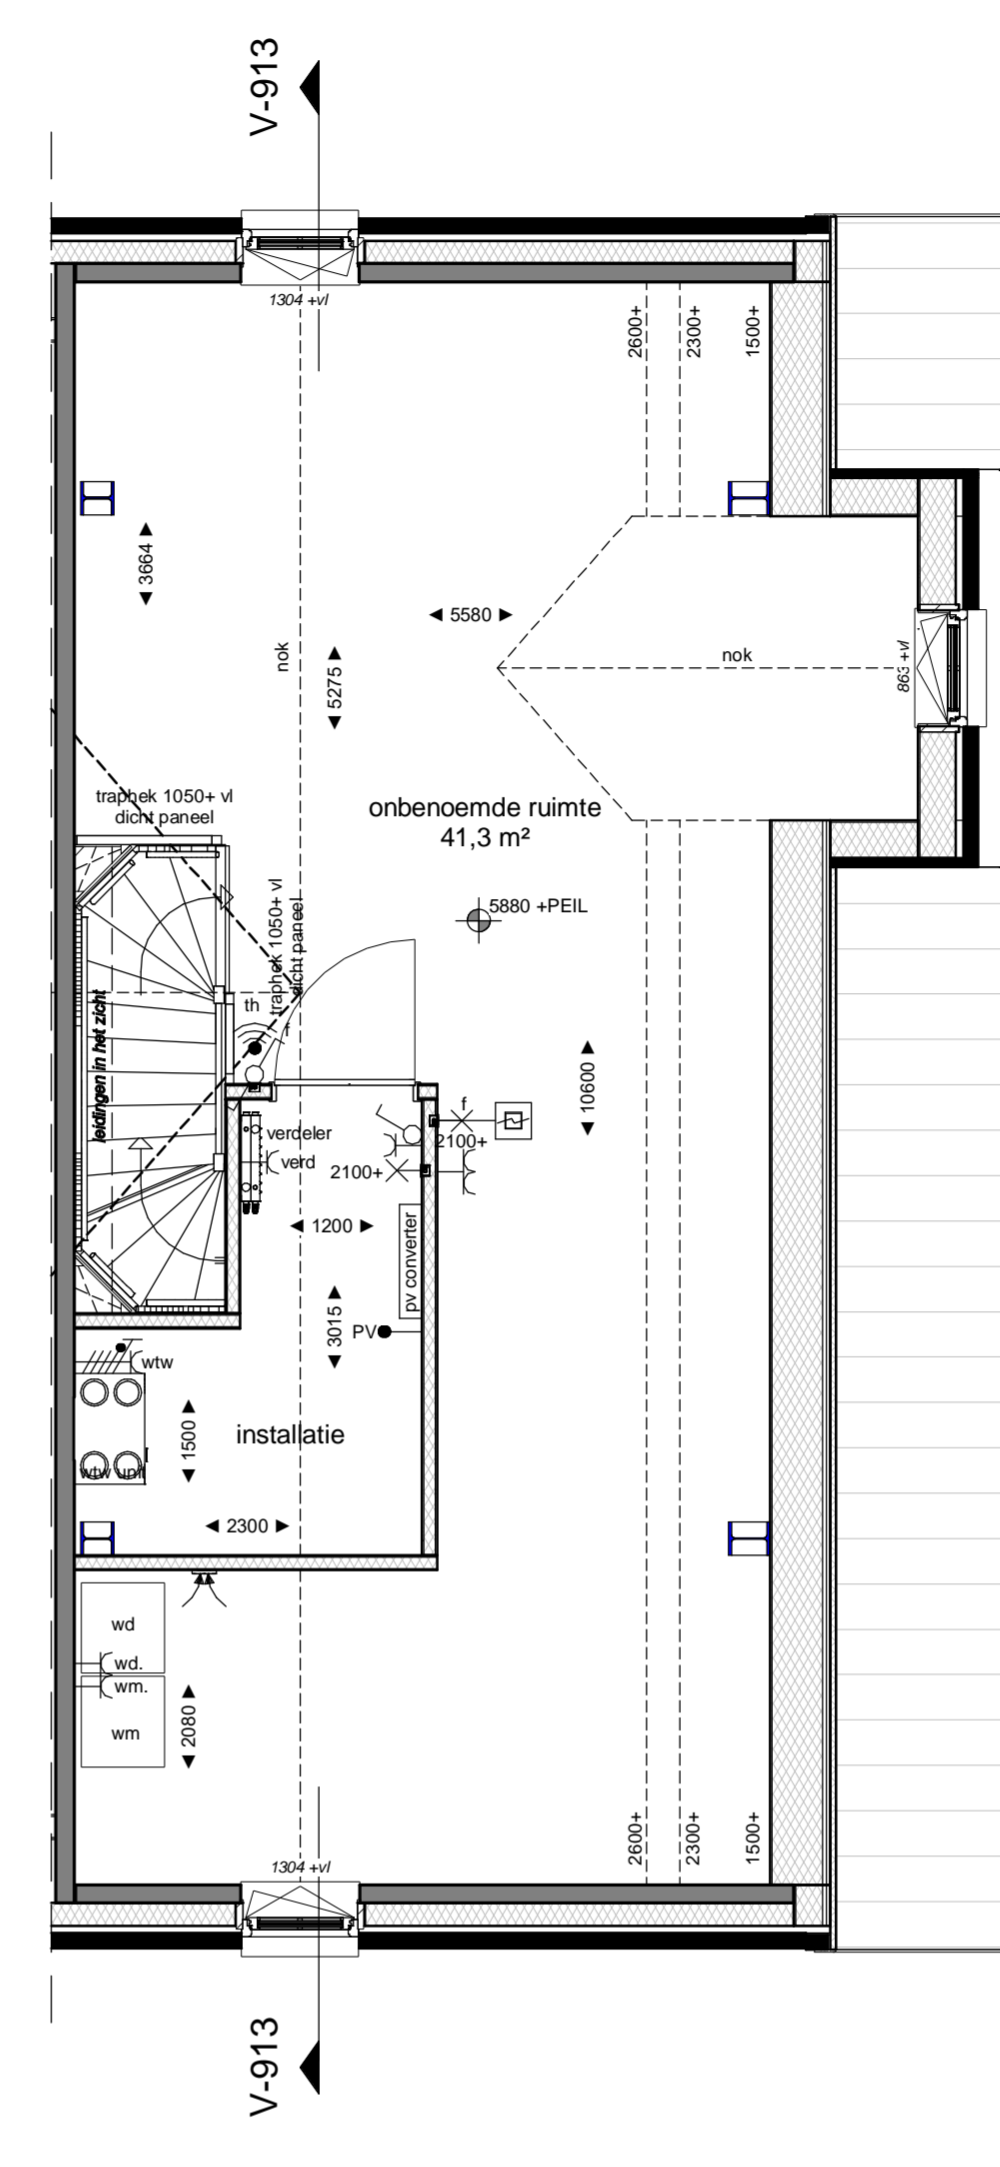 V-913
1304 +vl
2600+
2300+
1500+
3664
5580
nok
5275
nok
863 +vl
traphek 1050+ vl
dicht paneel
onbenoemde ruimte
41,3 m²
5880 +PEIL
traphek 1050+ vl
dicht paneel
leidingen in het zicht
th
f
10600
f
2100+
verdeler
verd
2100+
1200
pv converter
3015
PV
wtw
1500
installatie
wtw unit
2300
wd
wd.
wm.
wm
2080
2600+
2300+
1500+
1304 +vl
V-913